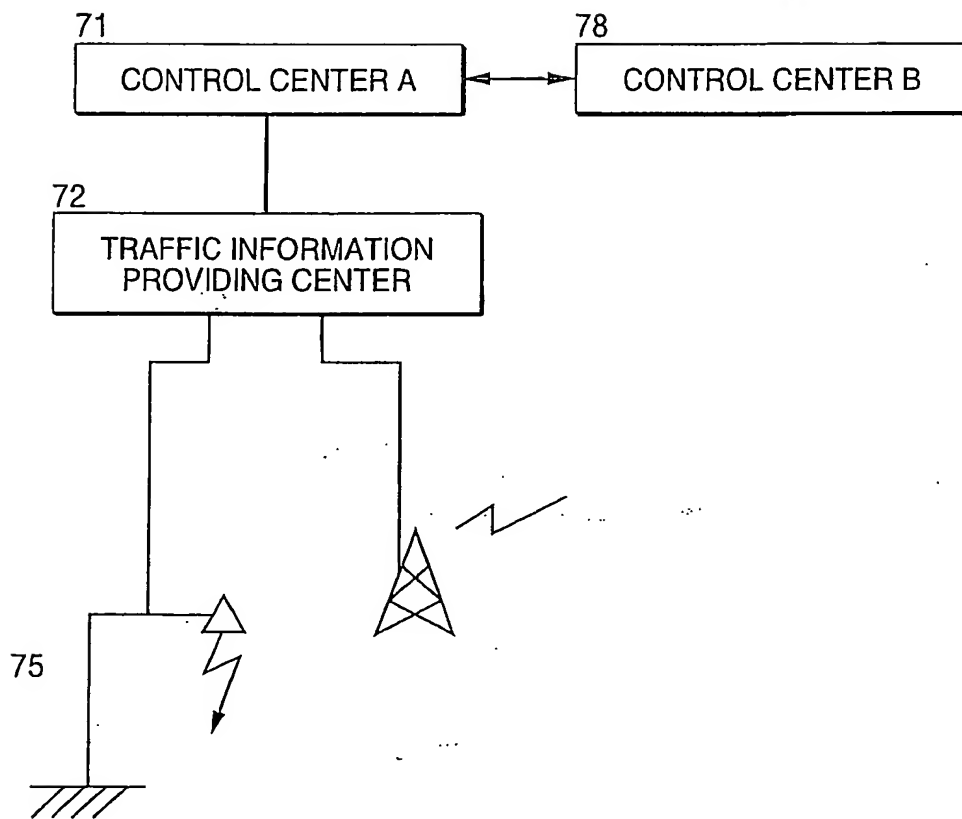 71
CONTROL CENTER A
78
CONTROL CENTER B
72
TRAFFIC INFORMATION
PROVIDING CENTER
75